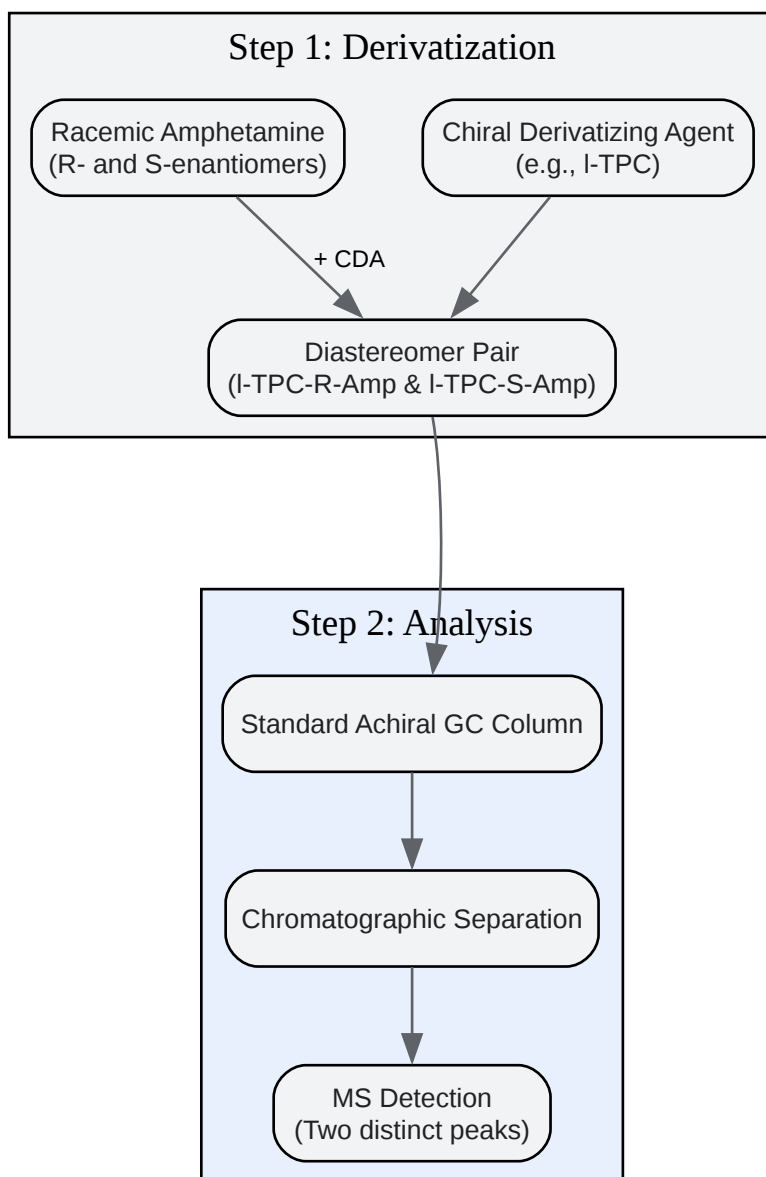 Step 1: Derivatization
Racemic Amphetamine
(R- and S-enantiomers)
Chiral Derivatizing Agent
(e.g., l-TPC)
+ CDA
Diastereomer Pair
(l-TPC-R-Amp & l-TPC-S-Amp)
Step 2: Analysis
Standard Achiral GC Column
Chromatographic Separation
MS Detection
(Two distinct peaks)